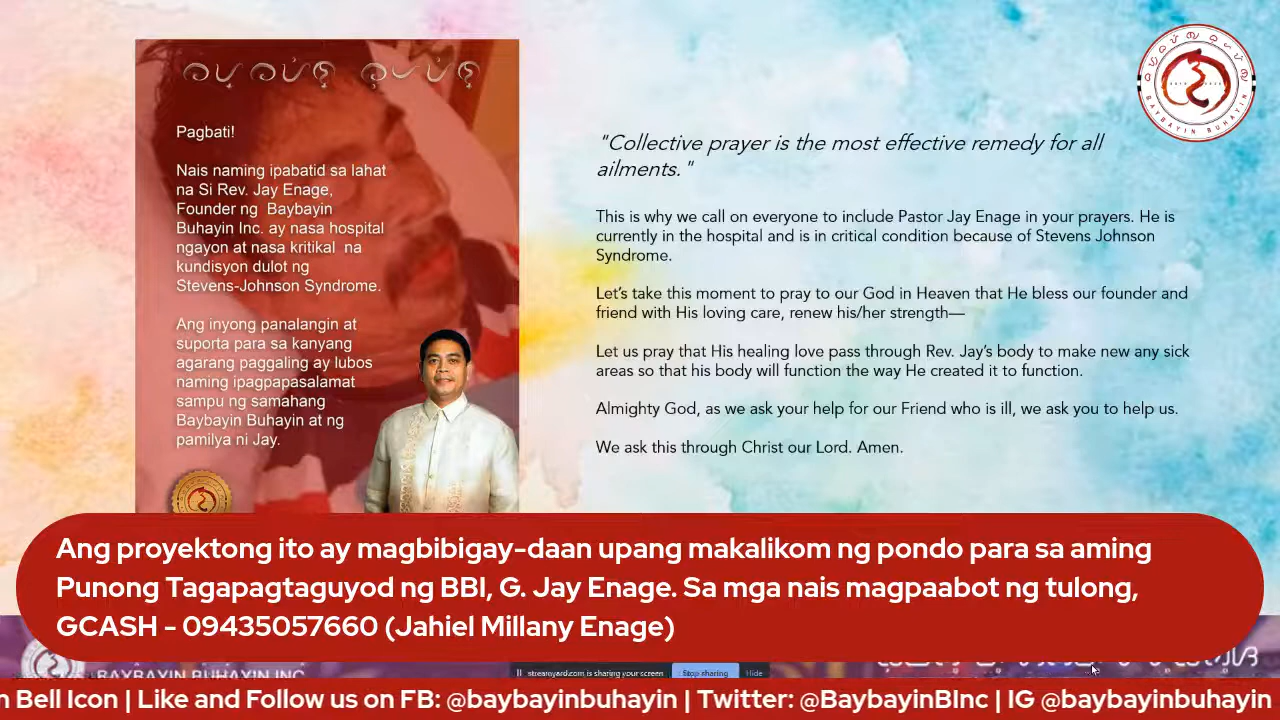 Pagbati!
Nais naming ipabatid sa lahat
na Si Rev. Jay Enage,
Founder ng Baybayin
Buhayin Inc. ay nasa hospital
ngayon at nasa kritikal na
kundisyon dulot ng
Stevens-Johnson Syndrome.
Ang inyong panalangin at
suporta para sa kanyang
agarang paggaling ay lubos
naming ipagpapasalamat
sampu ng samahang
Baybayin Buhayin at ng
pamilya ni Jay.
BAYBAYIN BUHAYIN
"Collective prayer is the most effective remedy for all
ailments."
This is why we call on everyone to include Pastor Jay Enage in your prayers. He is
currently in the hospital and is in critical condition because of Stevens Johnson
Syndrome.
Let's take this moment to pray to our God in Heaven that He bless our founder and
friend with His loving care, renew his/her strength—
Let us pray that His healing love pass through Rev. Jay's body to make new any sick
areas so that his body will function the way He created it to function.
Almighty God, as we ask your help for our Friend who is ill, we ask you to help us.
We ask this through Christ our Lord. Amen.
Ang proyektong ito ay magbibigay-daan upang makalikom ng pondo para sa aming
Punong Tagapagtaguyod ng BBI, G. Jay Enage. Sa mga nais magpaabot ng tulong,
GCASH - 09435057660 (Jahiel Millany Enage)
BAYBAYIN BUHAYIN INC
streamyard.com is sharing your screen Stop sharing Hide
Bell Icon | Like and Follow us on FB: @baybayinbuhayin | Twitter: @BaybayinBInc | IG @baybayinbuhayin